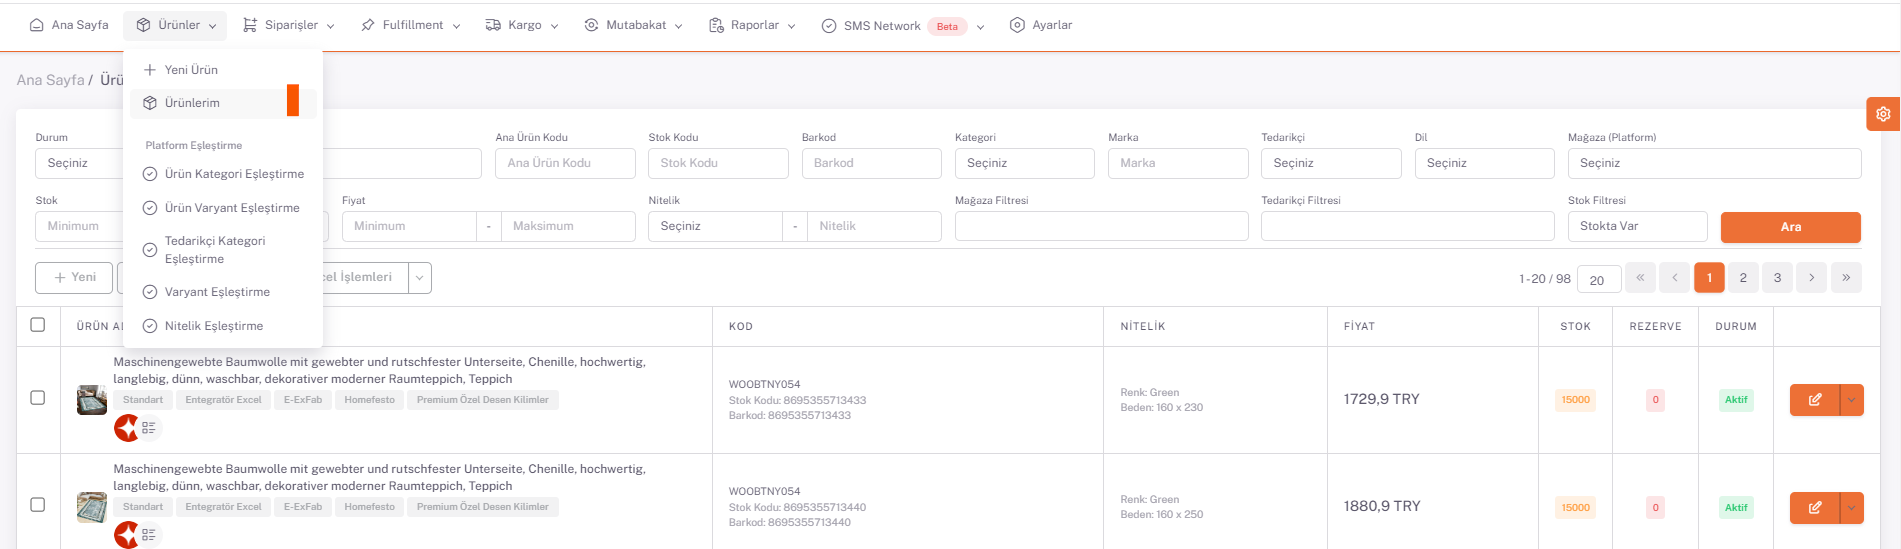 Ana Sayfa Ürünler Siparişler Fulfillment Kargo Mutabakat Raporlar SMS Network Beta Ayarlar
Yeni Ürün
Ürünlerim
Platform Eşleştirme
Ürün Kategori Eşleştirme
Ürün Varyant Eşleştirme
Tedarikçi Kategori
Eşleştirme
Varyant Eşleştirme
Nitelik Eşleştirme
Ana Sayfa /
Durum Ana Ürün Kodu Stok Kodu Barkod Kategori Marka Tedarikçi Dil Mağaza (Platform)
Seçiniz Ana Ürün Kodu Stok Kodu Barkod Seçiniz Marka Seçiniz Seçiniz Seçiniz
Stok Fiyat Nitelik Mağaza Filtresi Tedarikçi Filtresi Stok Filtresi
Minimum Minimum - Maksimum Seçiniz - Nitelik Stokta Var Ara
+ Yeni cel İşlemleri 1 - 20 / 98 20 « ‹ 1 2 3 › »
ÜRÜN A KOD NİTELİK FİYAT STOK REZERVE DURUM
Maschinengewebte Baumwolle mit gewebter und rutschfester Unterseite, Chenille, hochwertig,
langlebig, dünn, waschbar, dekorativer moderner Raumteppich, Teppich
Standart Entegratör Excel E-ExFab Homefesto Premium Özel Desen Kilimler
WOOBTNY054
Stok Kodu: 8695355713433
Barkod: 8695355713433
Renk: Green
Beden: 160 x 230
1729,9 TRY
15000
0
Aktif
Maschinengewebte Baumwolle mit gewebter und rutschfester Unterseite, Chenille, hochwertig,
langlebig, dünn, waschbar, dekorativer moderner Raumteppich, Teppich
Standart Entegratör Excel E-ExFab Homefesto Premium Özel Desen Kilimler
WOOBTNY054
Stok Kodu: 8695355713440
Barkod: 8695355713440
Renk: Green
Beden: 160 x 250
1880,9 TRY
15000
0
Aktif